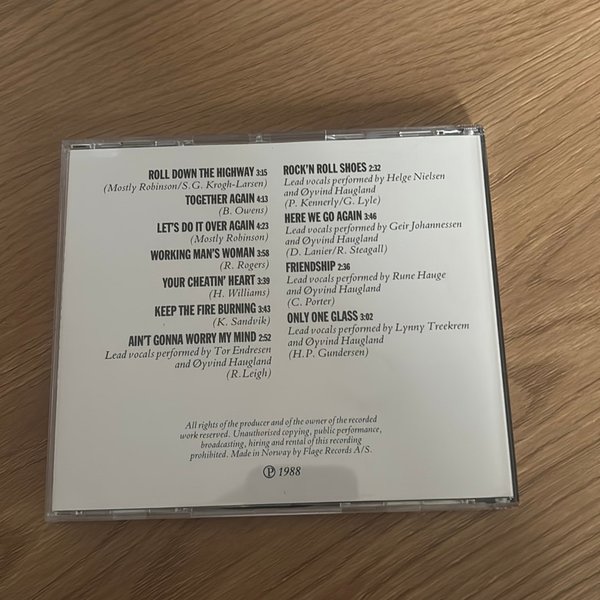 ROLL DOWN THE HIGHWAY 3:15
(Mostly Robinson/S.G. Krogh-Larsen)
TOGETHER AGAIN 4:13
(B. Owens)
LET'S DO IT OVER AGAIN 4:23
(Mostly Robinson)
WORKING MAN'S WOMAN 3:58
(R. Rogers)
YOUR CHEATIN' HEART 3:39
(H. Williams)
KEEP THE FIRE BURNING 3:43
(K. Sandvik)
AIN'T GONNA WORRY MY MIND 2:52
Lead vocals performed by Tor Endresen
and Øyvind Haugland
(R.Leigh)
ROCK'N ROLL SHOES 2:32
Lead vocals performed by Helge Nielsen
and Øyvind Haugland
(P. Kennerly/G. Lyle)
HERE WE GO AGAIN 3:46
Lead vocals performed by Geir Johannessen
and Øyvind Haugland
(D. Lanier/R. Steagall)
FRIENDSHIP 2:36
Lead vocals performed by Rune Hauge
and Øyvind Haugland
(C. Porter)
ONLY ONE GLASS 3:02
Lead vocals performed by Lynny Treekrem
and Øyvind Haugland
(H.P. Gundersen)
All rights of the producer and of the owner of the recorded
work reserved. Unauthorised copying, public performance,
broadcasting, hiring and rental of this recording
prohibited. Made in Norway by Flage Records A/S.
℗ 1988